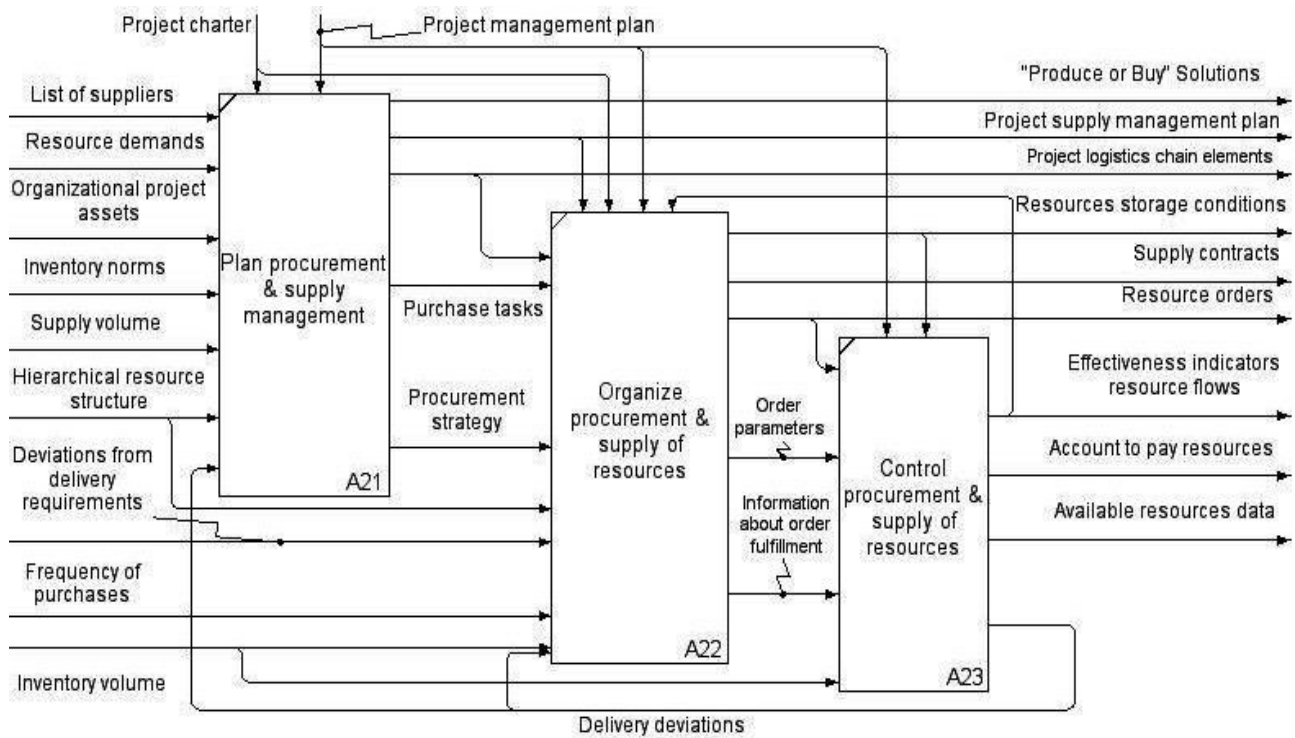 Project charter
Project management plan
List of suppliers
Resource demands
Organizational project
assets
Inventory norms
Supply volume
Hierarchical resource
structure
Deviations from
delivery
requirements
Frequency of
purchases
Inventory volume
Plan procurement
& supply
management
A21
Purchase tasks
Procurement
strategy
Organize
procurement &
supply of
resources
A22
Order
parameters
Information
about order
fulfillment
Control
procurement &
supply of
resources
A23
Delivery deviations
"Produce or Buy" Solutions
Project supply management plan
Project logistics chain elements
Resources storage conditions
Supply contracts
Resource orders
Effectiveness indicators
resource flows
Account to pay resources
Available resources data